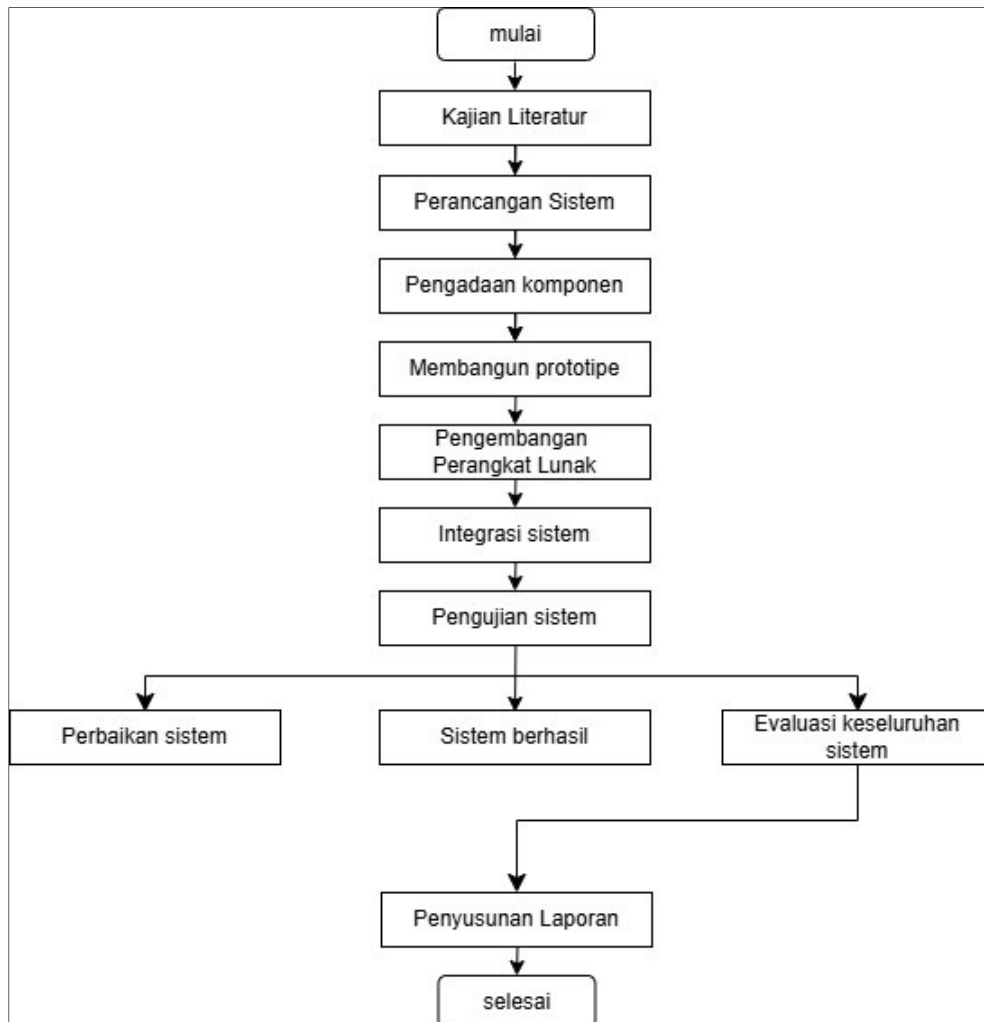 mulai
Kajian Literatur
Perancangan Sistem
Pengadaan komponen
Membangun prototipe
Pengembangan
Perangkat Lunak
Integrasi sistem
Pengujian sistem
Perbaikan sistem
Sistem berhasil
Evaluasi keseluruhan
sistem
Penyusunan Laporan
selesai